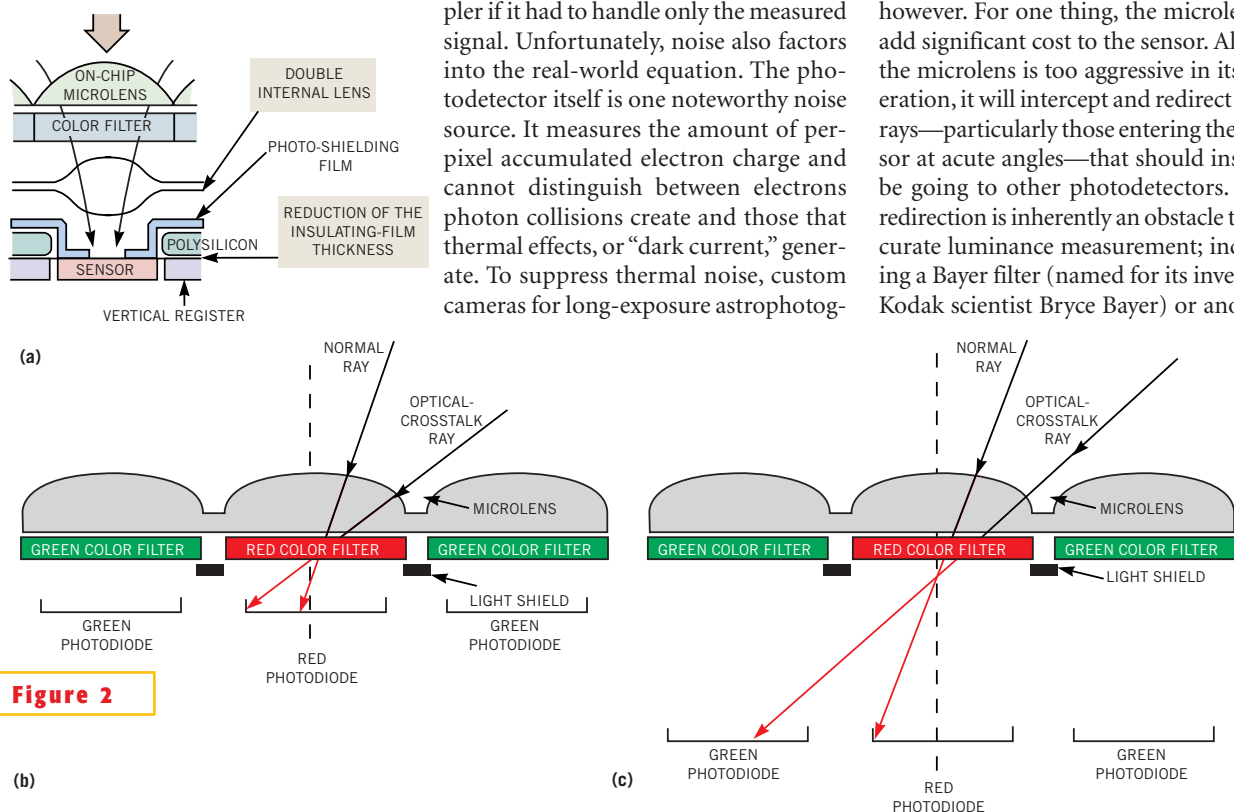 pler if it had to handle only the measured
signal. Unfortunately, noise also factors
into the real-world equation. The pho-
todetector itself is one noteworthy noise
source. It measures the amount of per-
pixel accumulated electron charge and
cannot distinguish between electrons
photon collisions create and those that
thermal effects, or “dark current,” gener-
ate. To suppress thermal noise, custom
cameras for long-exposure astrophotog-
however. For one thing, the microle
add significant cost to the sensor. Al
the microlens is too aggressive in its
eration, it will intercept and redirect
rays—particularly those entering the
sor at acute angles—that should ins
be going to other photodetectors.
redirection is inherently an obstacle t
curate luminance measurement; inc
ing a Bayer filter (named for its inve
Kodak scientist Bryce Bayer) or ano
ON-CHIP
MICROLENS
COLOR FILTER
DOUBLE
INTERNAL LENS
PHOTO-SHIELDING
FILM
REDUCTION OF THE
INSULATING-FILM
THICKNESS
POLYSILICON
SENSOR
VERTICAL REGISTER
(a)
NORMAL
RAY
OPTICAL-
CROSSTALK
RAY
MICROLENS
GREEN COLOR FILTER
RED COLOR FILTER
GREEN COLOR FILTER
LIGHT SHIELD
GREEN
PHOTODIODE
RED
PHOTODIODE
GREEN
PHOTODIODE
Figure 2
(b)
NORMAL
RAY
OPTICAL-
CROSSTALK
RAY
MICROLENS
GREEN COLOR FILTER
RED COLOR FILTER
GREEN COLOR FILTER
LIGHT SHIELD
GREEN
PHOTODIODE
RED
PHOTODIODE
GREEN
PHOTODIODE
(c)